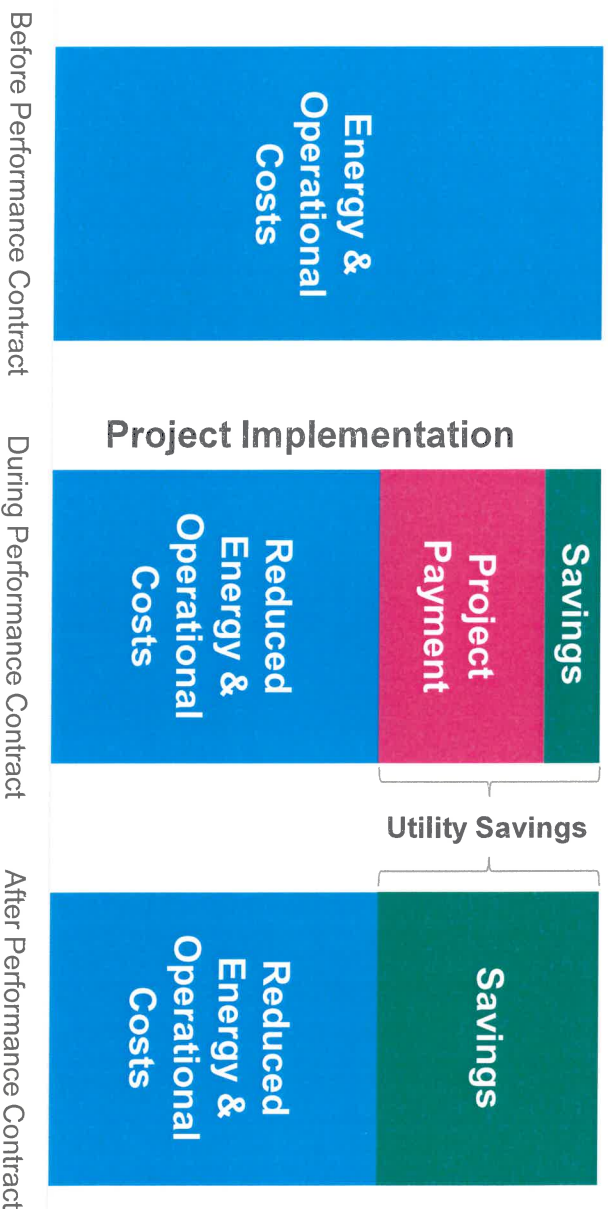 Energy &
Operational
Costs
Before Performance Contract
Project Implementation
Savings
Project
Payment
Reduced
Energy &
Operational
Costs
During Performance Contract
Utility Savings
Savings
Reduced
Energy &
Operational
Costs
After Performance Contract